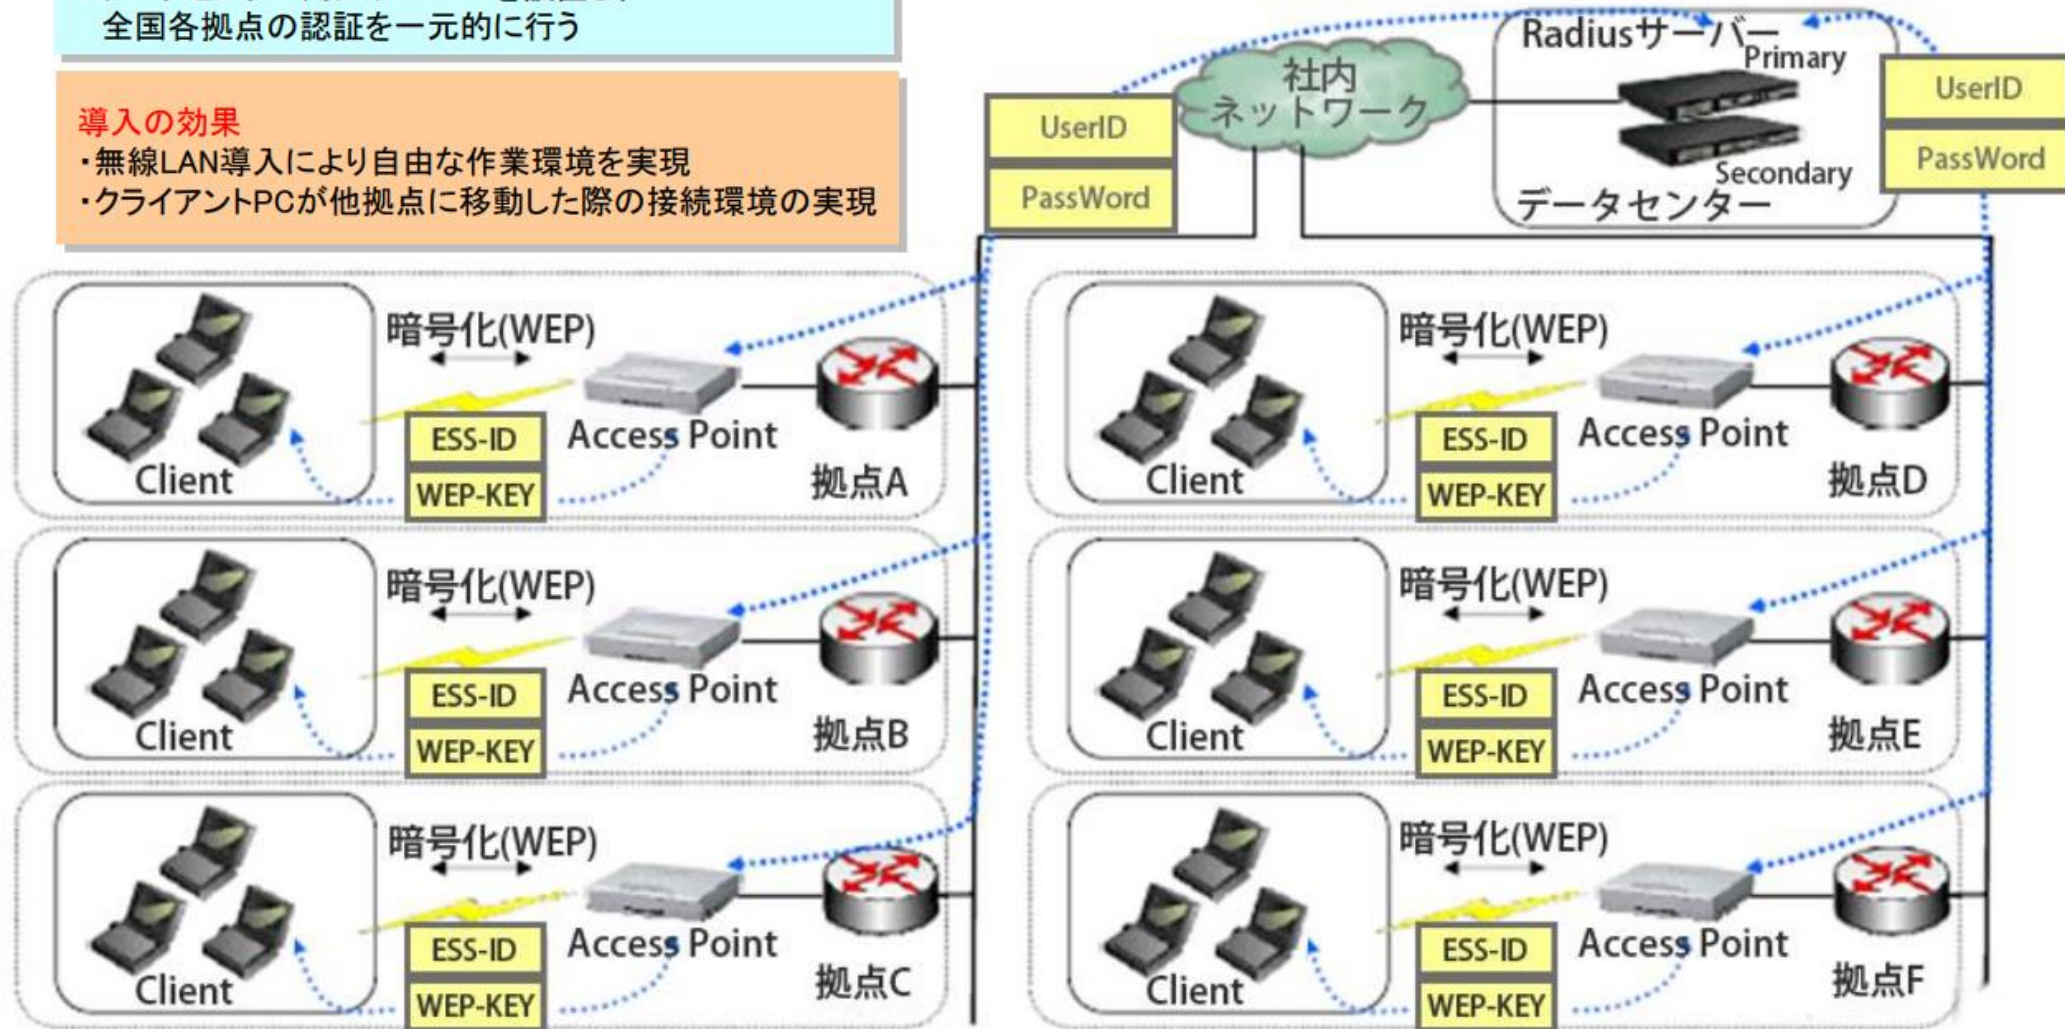 全国各拠点の認証を一元的に行う
導入の効果
・無線LAN導入により自由な作業環境を実現
・クライアントPCが他拠点に移動した際の接続環境の実現
UserID
PassWord
社内
ネットワーク
Radiusサーバー
Primary
Secondary
データセンター
UserID
PassWord
暗号化(WEP)
ESS-ID
WEP-KEY
Access Point
Client
拠点A
暗号化(WEP)
ESS-ID
WEP-KEY
Access Point
Client
拠点D
暗号化(WEP)
ESS-ID
WEP-KEY
Access Point
Client
拠点B
暗号化(WEP)
ESS-ID
WEP-KEY
Access Point
Client
拠点E
暗号化(WEP)
ESS-ID
WEP-KEY
Access Point
Client
拠点C
暗号化(WEP)
ESS-ID
WEP-KEY
Access Point
Client
拠点F